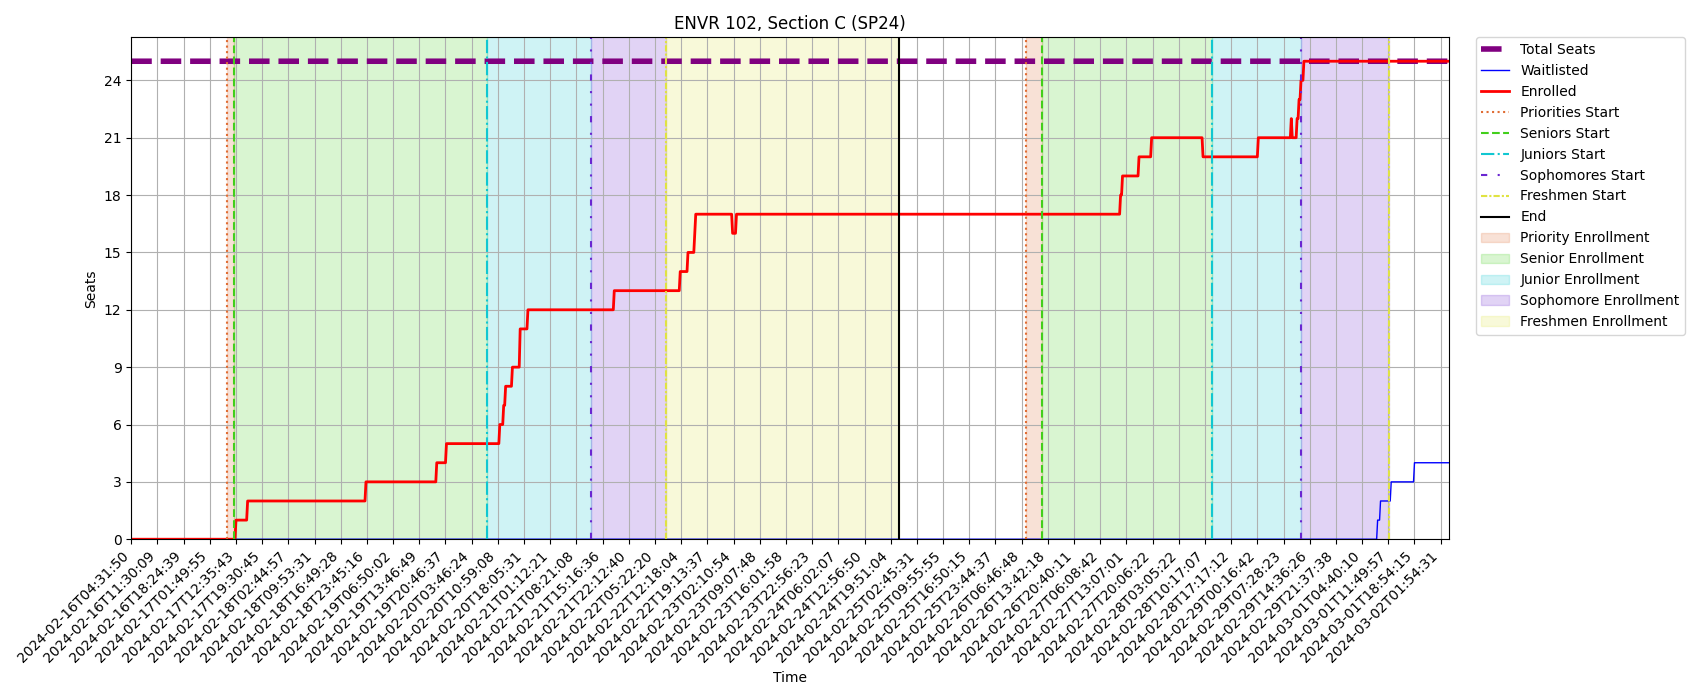 ENVR 102, Section C (SP24)
Total Seats
Waitlisted
Enrolled
Priorities Start
Seniors Start
Juniors Start
Sophomores Start
Freshmen Start
End
Priority Enrollment
Senior Enrollment
Junior Enrollment
Sophomore Enrollment
Freshmen Enrollment
Seats
24
21
18
15
12
9
6
3
0
2024-02-16T04:31:50
2024-02-16T11:30:09
2024-02-16T18:24:39
2024-02-17T01:49:55
2024-02-17T12:35:43
2024-02-17T19:30:45
2024-02-18T02:44:57
2024-02-18T09:53:31
2024-02-18T16:49:28
2024-02-18T23:45:16
2024-02-19T06:50:02
2024-02-19T13:46:49
2024-02-19T20:46:37
2024-02-20T03:46:24
2024-02-20T10:59:08
2024-02-20T18:05:31
2024-02-21T01:12:21
2024-02-21T08:21:08
2024-02-21T15:16:36
2024-02-21T22:12:40
2024-02-22T05:22:20
2024-02-22T12:18:04
2024-02-22T19:13:37
2024-02-23T02:10:54
2024-02-23T09:07:48
2024-02-23T16:01:58
2024-02-23T22:56:23
2024-02-24T06:02:07
2024-02-24T12:56:50
2024-02-24T19:51:04
2024-02-25T02:45:31
2024-02-25T09:55:55
2024-02-25T16:50:15
2024-02-25T23:44:37
2024-02-26T06:46:48
2024-02-26T13:42:18
2024-02-26T20:40:11
2024-02-27T06:08:42
2024-02-27T13:07:01
2024-02-27T20:06:22
2024-02-28T03:05:22
2024-02-28T10:17:07
2024-02-28T17:17:12
2024-02-29T00:16:42
2024-02-29T07:28:23
2024-02-29T14:36:26
2024-02-29T21:37:38
2024-03-01T04:40:10
2024-03-01T11:49:57
2024-03-01T18:54:15
2024-03-02T01:54:31
Time